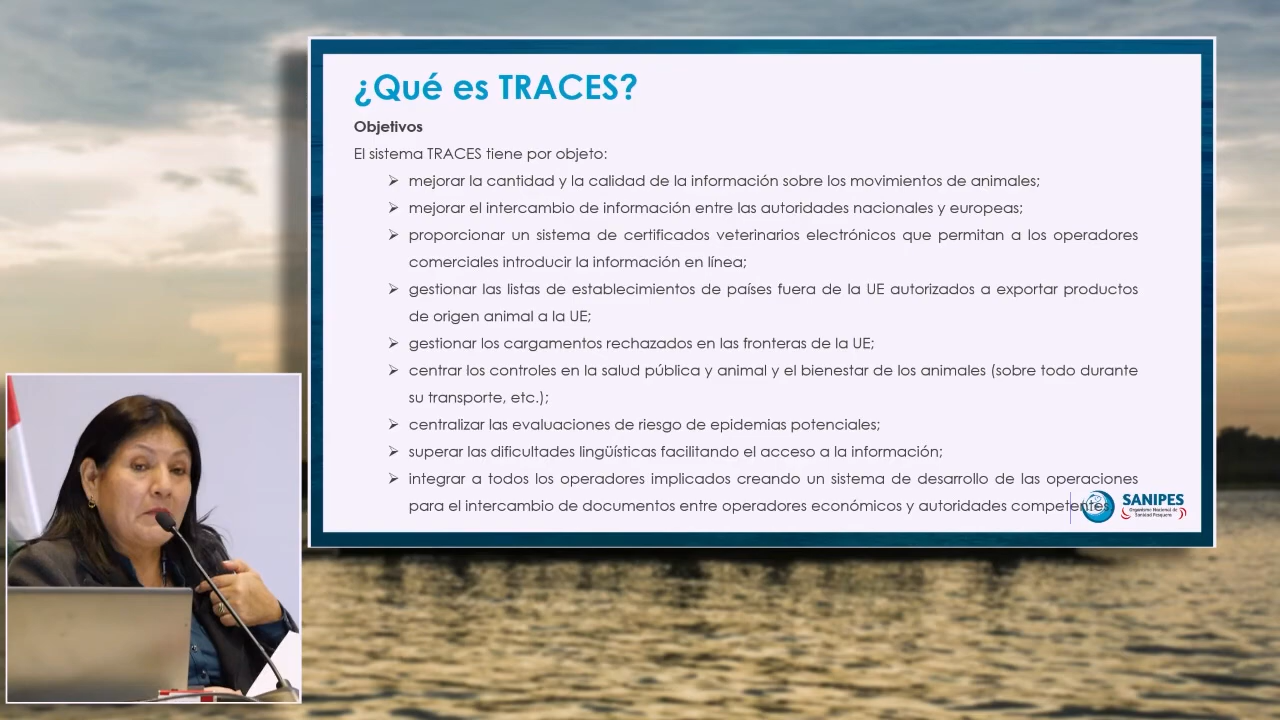 ¿Qué es TRACES?
Objetivos
El sistema TRACES tiene por objeto:
➢ mejorar la cantidad y la calidad de la información sobre los movimientos de animales;
➢ mejorar el intercambio de información entre las autoridades nacionales y europeas;
➢ proporcionar un sistema de certificados veterinarios electrónicos que permitan a los operadores
comerciales introducir la información en línea;
➢ gestionar las listas de establecimientos de países fuera de la UE autorizados a exportar productos
de origen animal a la UE;
➢ gestionar los cargamentos rechazados en las fronteras de la UE;
➢ centrar los controles en la salud pública y animal y el bienestar de los animales (sobre todo durante
su transporte, etc.);
➢ centralizar las evaluaciones de riesgo de epidemias potenciales;
➢ superar las dificultades lingüísticas facilitando el acceso a la información;
➢ integrar a todos los operadores implicados creando un sistema de desarrollo de las operaciones
para el intercambio de documentos entre operadores económicos y autoridades competentes.
SANIPES
Organismo Nacional de
Sanidad Pesquera